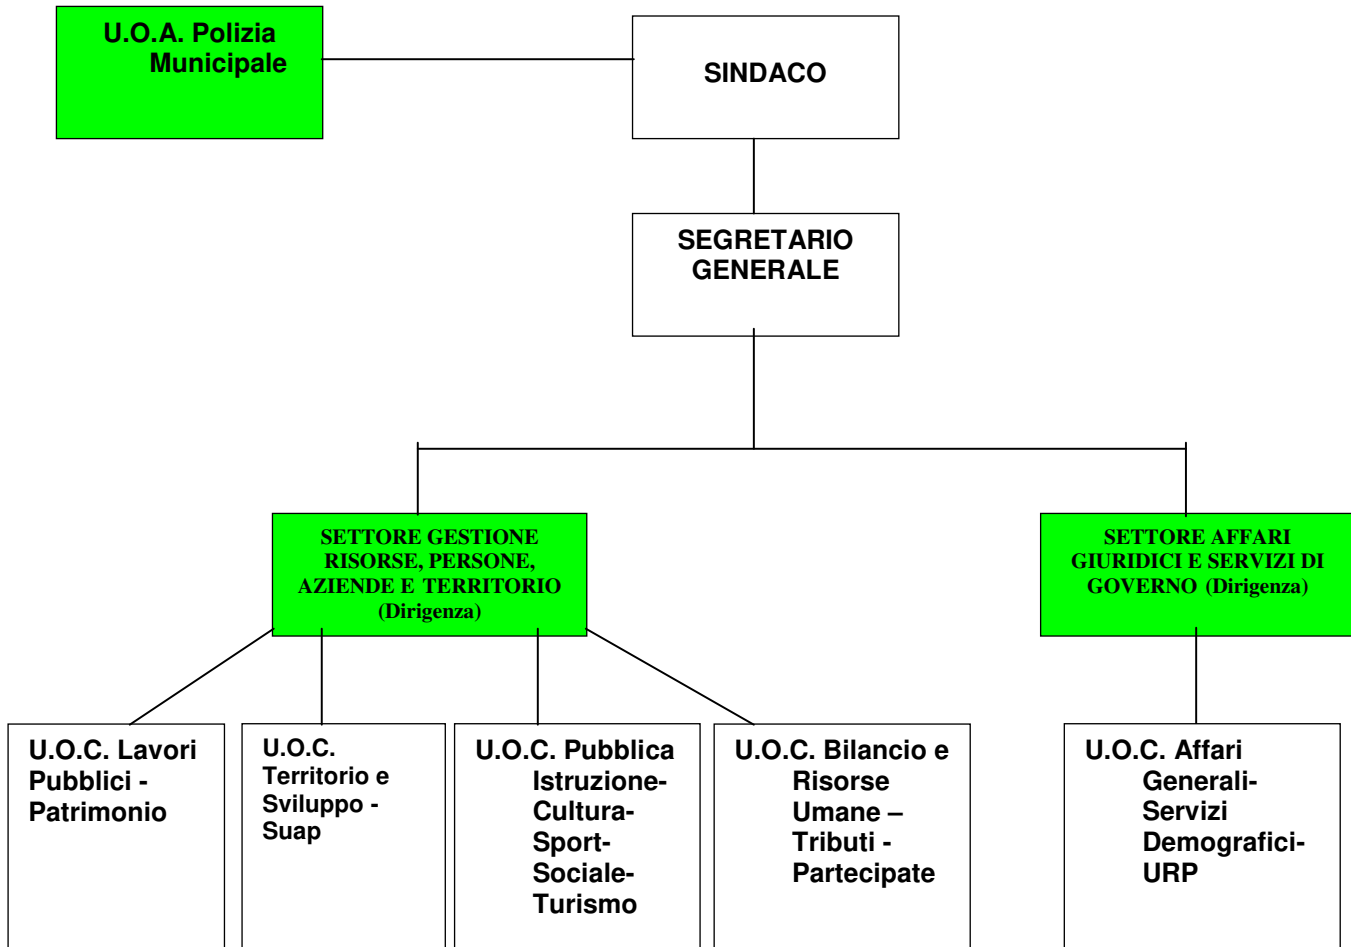 U.O.A. Polizia
Municipale
SINDACO
SEGRETARIO
GENERALE
SETTORE GESTIONE
RISORSE, PERSONE,
AZIENDE E TERRITORIO
(Dirigenza)
SETTORE AFFARI
GIURIDICI E SERVIZI DI
GOVERNO (Dirigenza)
U.O.C. Lavori
Pubblici -
Patrimonio
U.O.C.
Territorio e
Sviluppo -
Suap
U.O.C. Pubblica
Istruzione-
Cultura-
Sport-
Sociale-
Turismo
U.O.C. Bilancio e
Risorse
Umane –
Tributi -
Partecipate
U.O.C. Affari
Generali-
Servizi
Demografici-
URP